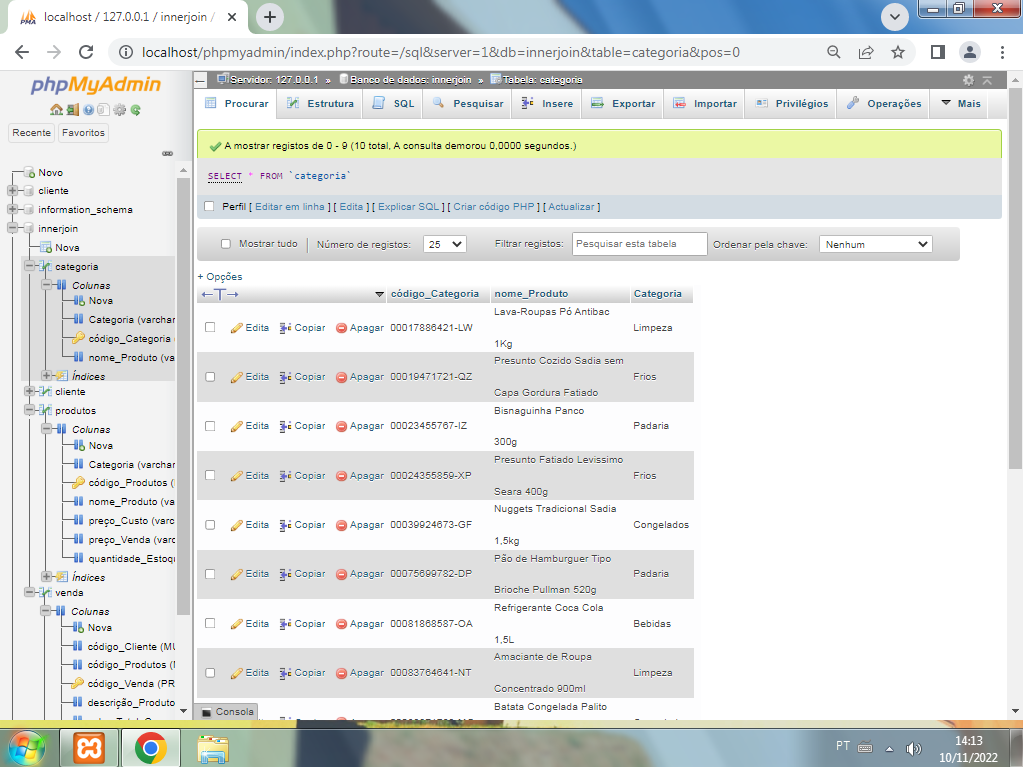 localhost / 127.0.0.1 / innerjoin /
localhost/phpmyadmin/index.php?route=/sql&server=1&db=innerjoin&table=categoria&pos=0
phpMyAdmin
Recente Favoritos
Novo
cliente
information_schema
innerjoin
Nova
categoria
Colunas
Nova
Categoria (varchar
código_Categoria
nome_Produto (va
Índices
cliente
produtos
Colunas
Nova
Categoria (varchar
código_Produtos (
nome_Produto (va
preço_Custo (varc
preço_Venda (varc
quantidade_Estoqu
Índices
venda
Colunas
Nova
código_Cliente (MU
código_Produtos (M
código_Venda (PR
descrição_Produto
Servidor: 127.0.0.1 » Banco de dados: innerjoin » Tabela: categoria
Procurar Estrutura SQL Pesquisar Insere Exportar Importar Privilégios Operações Mais
A mostrar registos de 0 - 9 (10 total, A consulta demorou 0,0000 segundos.)
SELECT * FROM `categoria`
Perfil [ Editar em linha ] [ Edita ] [ Explicar SQL ] [ Criar código PHP ] [ Actualizar ]
Mostrar tudo Número de registos: 25 Filtrar registos: Pesquisar esta tabela Ordenar pela chave: Nenhum
+ Opções
←T→ código_Categoria nome_Produto Categoria
Lava-Roupas Pó Antibac
Edita Copiar Apagar 00017886421-LW Limpeza
1Kg
Presunto Cozido Sadia sem
Edita Copiar Apagar 00019471721-QZ Frios
Capa Gordura Fatiado
Bisnaguinha Panco
Edita Copiar Apagar 00023455767-IZ Padaria
300g
Presunto Fatiado Levissimo
Edita Copiar Apagar 00024355859-XP Frios
Seara 400g
Nuggets Tradicional Sadia
Edita Copiar Apagar 00039924673-GF Congelados
1,5kg
Pão de Hamburguer Tipo
Edita Copiar Apagar 00075699782-DP Padaria
Brioche Pullman 520g
Refrigerante Coca Cola
Edita Copiar Apagar 00081868587-OA Bebidas
1,5L
Amaciante de Roupa
Edita Copiar Apagar 00083764641-NT Limpeza
Concentrado 900ml
Batata Congelada Palito
Consola
PT
14:13
10/11/2022